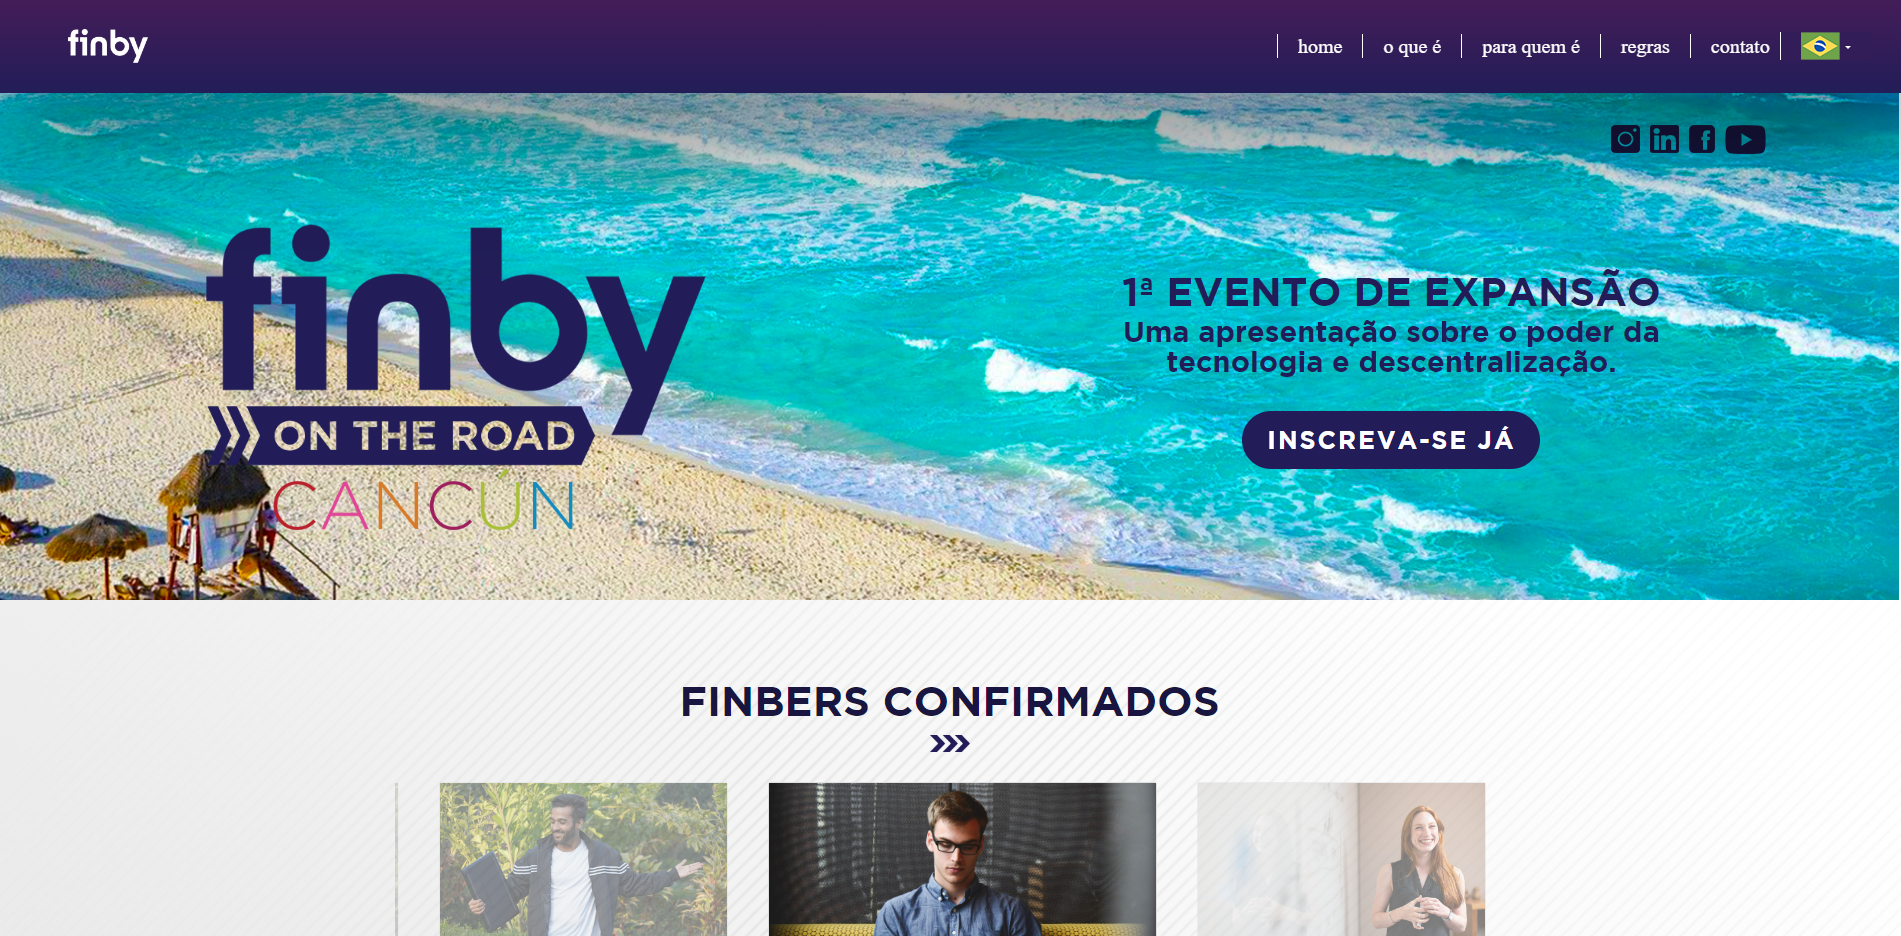 finby
home
o que é
para quem é
regras
contato
finby
ON THE ROAD
CANCÚN
1ª EVENTO DE EXPANSÃO
Uma apresentação sobre o poder da
tecnologia e descentralização.
INSCREVA-SE JÁ
FINBERS CONFIRMADOS